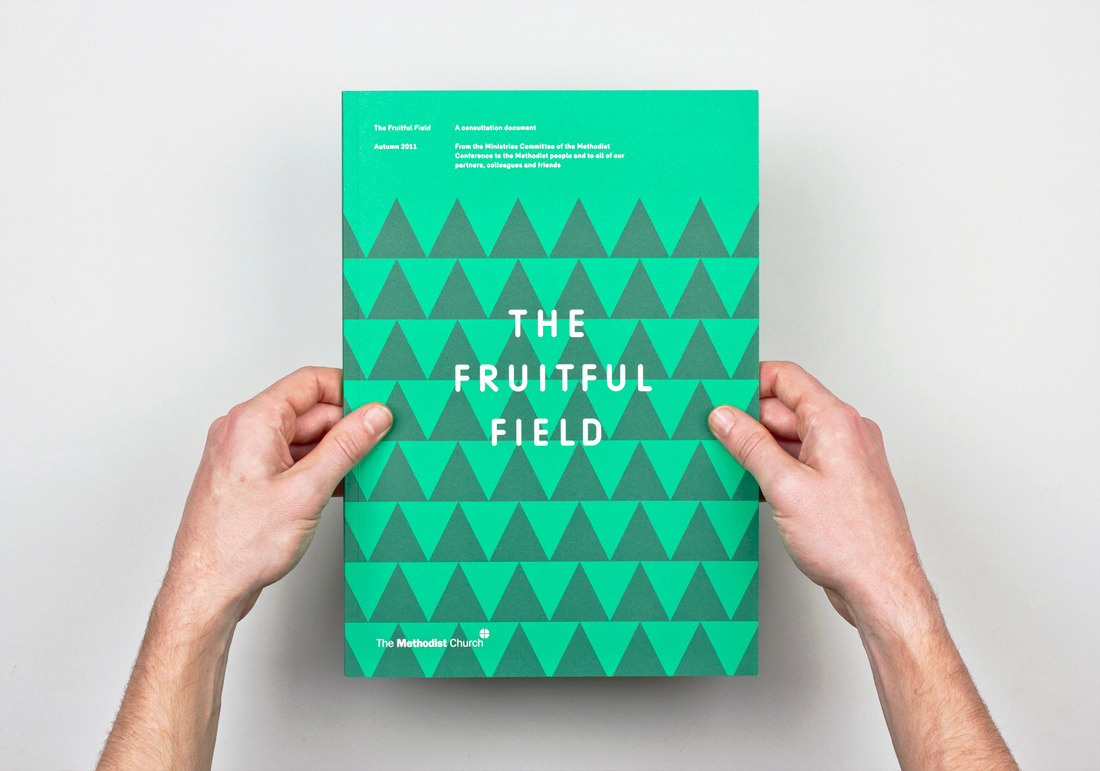 The Fruitful Field
Autumn 2011
A consultation document
From the Ministries Committee of the Methodist
Conference to the Methodist people and to all of our
partners, colleagues and friends
THE
FRUITFUL
FIELD
The Methodist Church